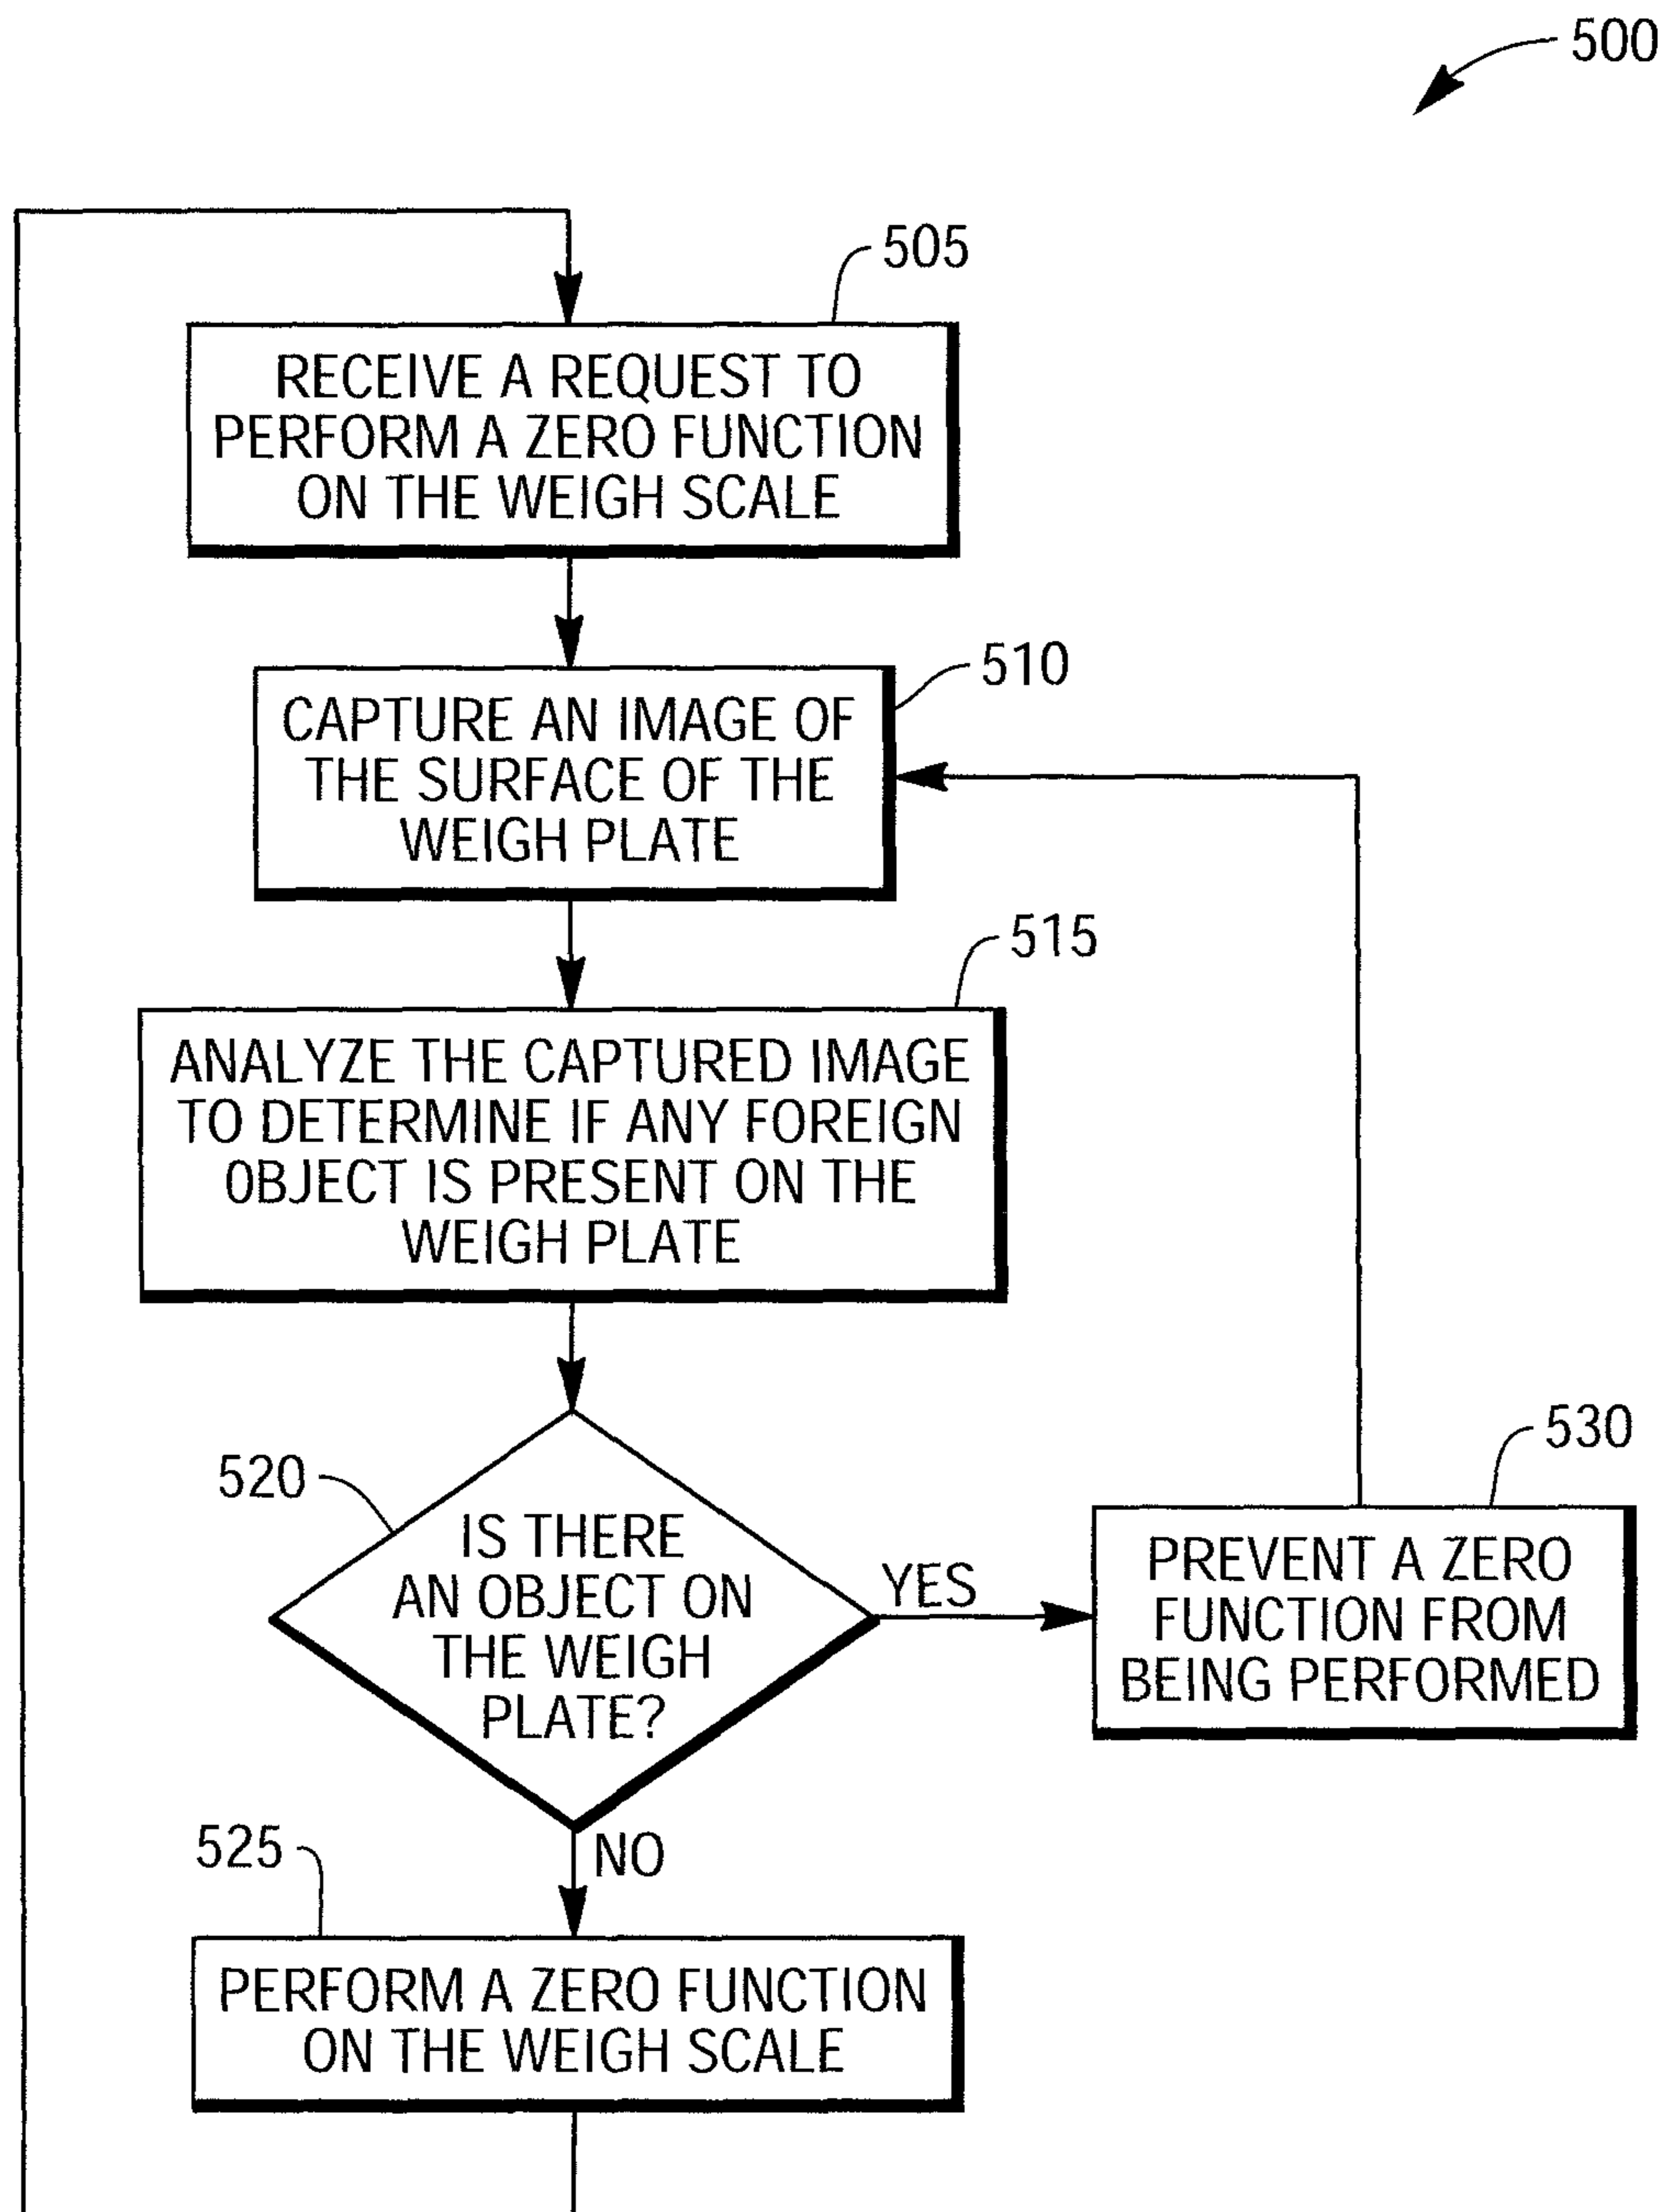 500
505
RECEIVE A REQUEST TO
PERFORM A ZERO FUNCTION
ON THE WEIGH SCALE
510
CAPTURE AN IMAGE OF
THE SURFACE OF THE
WEIGH PLATE
515
ANALYZE THE CAPTURED IMAGE
TO DETERMINE IF ANY FOREIGN
OBJECT IS PRESENT ON THE
WEIGH PLATE
520
IS THERE
AN OBJECT ON
THE WEIGH
PLATE?
YES
530
PREVENT A ZERO
FUNCTION FROM
BEING PERFORMED
NO
525
PERFORM A ZERO FUNCTION
ON THE WEIGH SCALE